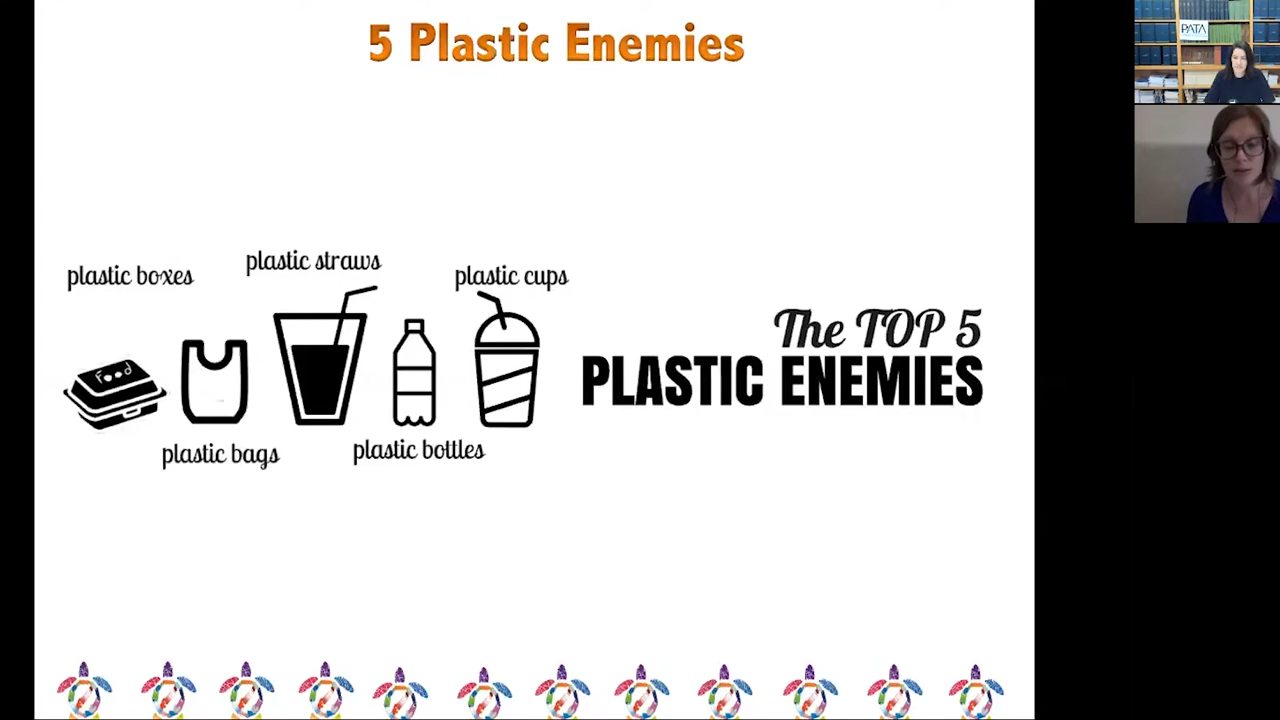 5 Plastic Enemies
PATA
plastic boxes
plastic straws
plastic cups
Food
plastic bags
plastic bottles
The TOP 5
PLASTIC ENEMIES